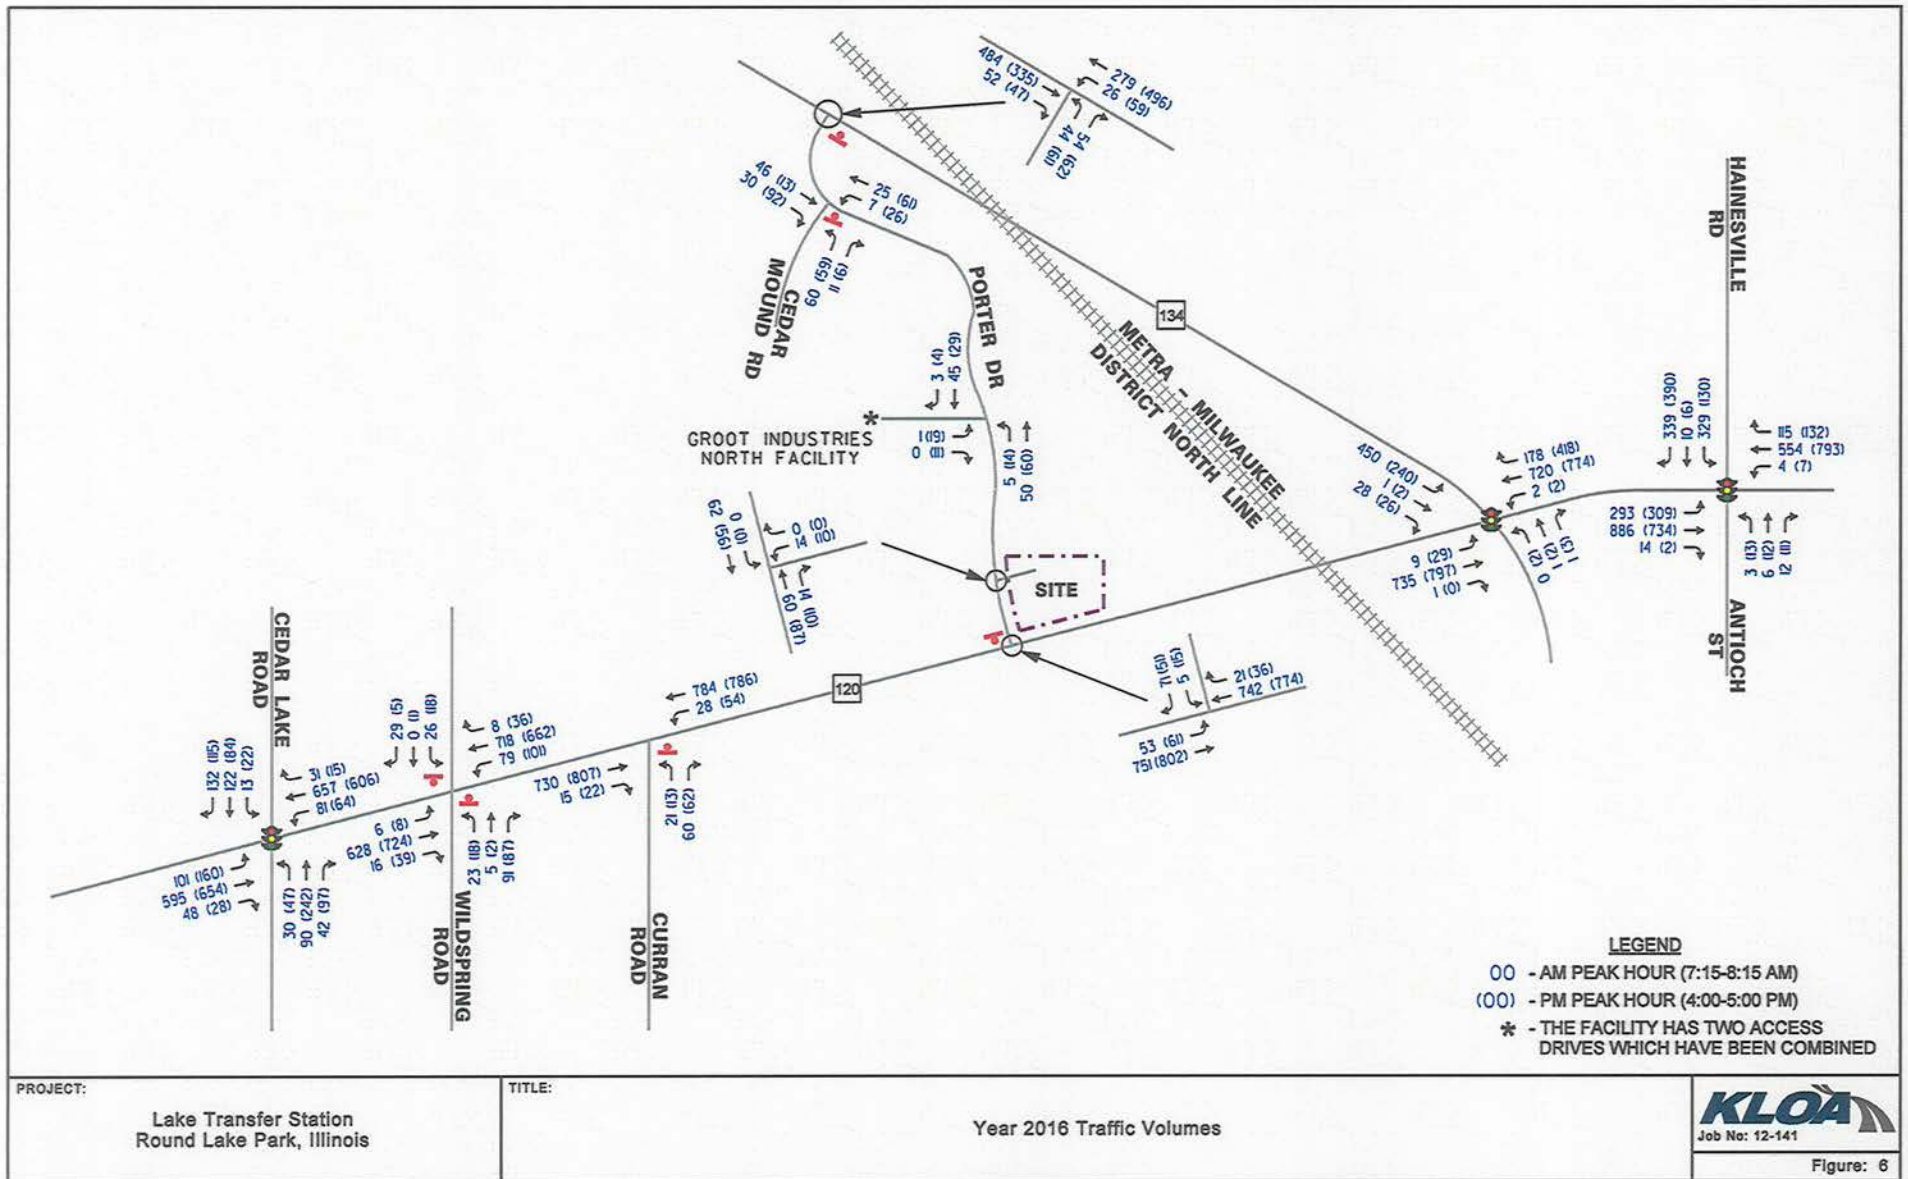 484 (335)
52 (47)
279 (496)
26 (59)
44 (61)
54 (62)
46 (13)
30 (92)
25 (61)
7 (26)
60 (59)
11 (6)
CEDAR
MOUND RD
PORTER DR
134
METRA - MILWAUKEE
DISTRICT NORTH LINE
HAINESVILLE
RD
3 (4)
45 (29)
GROOT INDUSTRIES
NORTH FACILITY
*
1 (19)
0 (11)
5 (14)
50 (60)
339 (390)
10 (6)
329 (130)
115 (132)
554 (793)
4 (7)
293 (309)
886 (734)
14 (2)
3 (13)
6 (12)
12 (11)
ANTIOCH
ST
450 (240)
1 (2)
28 (26)
178 (418)
720 (774)
2 (2)
9 (29)
735 (797)
1 (0)
0 (2)
1 (2)
1 (3)
0 (0)
62 (56)
0 (0)
14 (10)
60 (87)
14 (10)
SITE
71 (51)
5 (15)
21 (36)
742 (774)
53 (61)
751 (802)
120
CEDAR LAKE
ROAD
132 (115)
122 (84)
13 (22)
31 (15)
657 (606)
81 (64)
101 (160)
595 (654)
48 (28)
30 (47)
90 (242)
42 (97)
29 (5)
0 (1)
26 (18)
8 (36)
718 (662)
79 (101)
6 (8)
628 (724)
16 (39)
23 (18)
5 (2)
91 (87)
WILDSPRING
ROAD
784 (786)
28 (54)
730 (807)
15 (22)
21 (13)
60 (62)
CURRAN
ROAD
LEGEND
00 - AM PEAK HOUR (7:15-8:15 AM)
(00) - PM PEAK HOUR (4:00-5:00 PM)
* - THE FACILITY HAS TWO ACCESS
DRIVES WHICH HAVE BEEN COMBINED
PROJECT:
Lake Transfer Station
Round Lake Park, Illinois
TITLE:
Year 2016 Traffic Volumes
KLOA
Job No: 12-141
Figure: 6